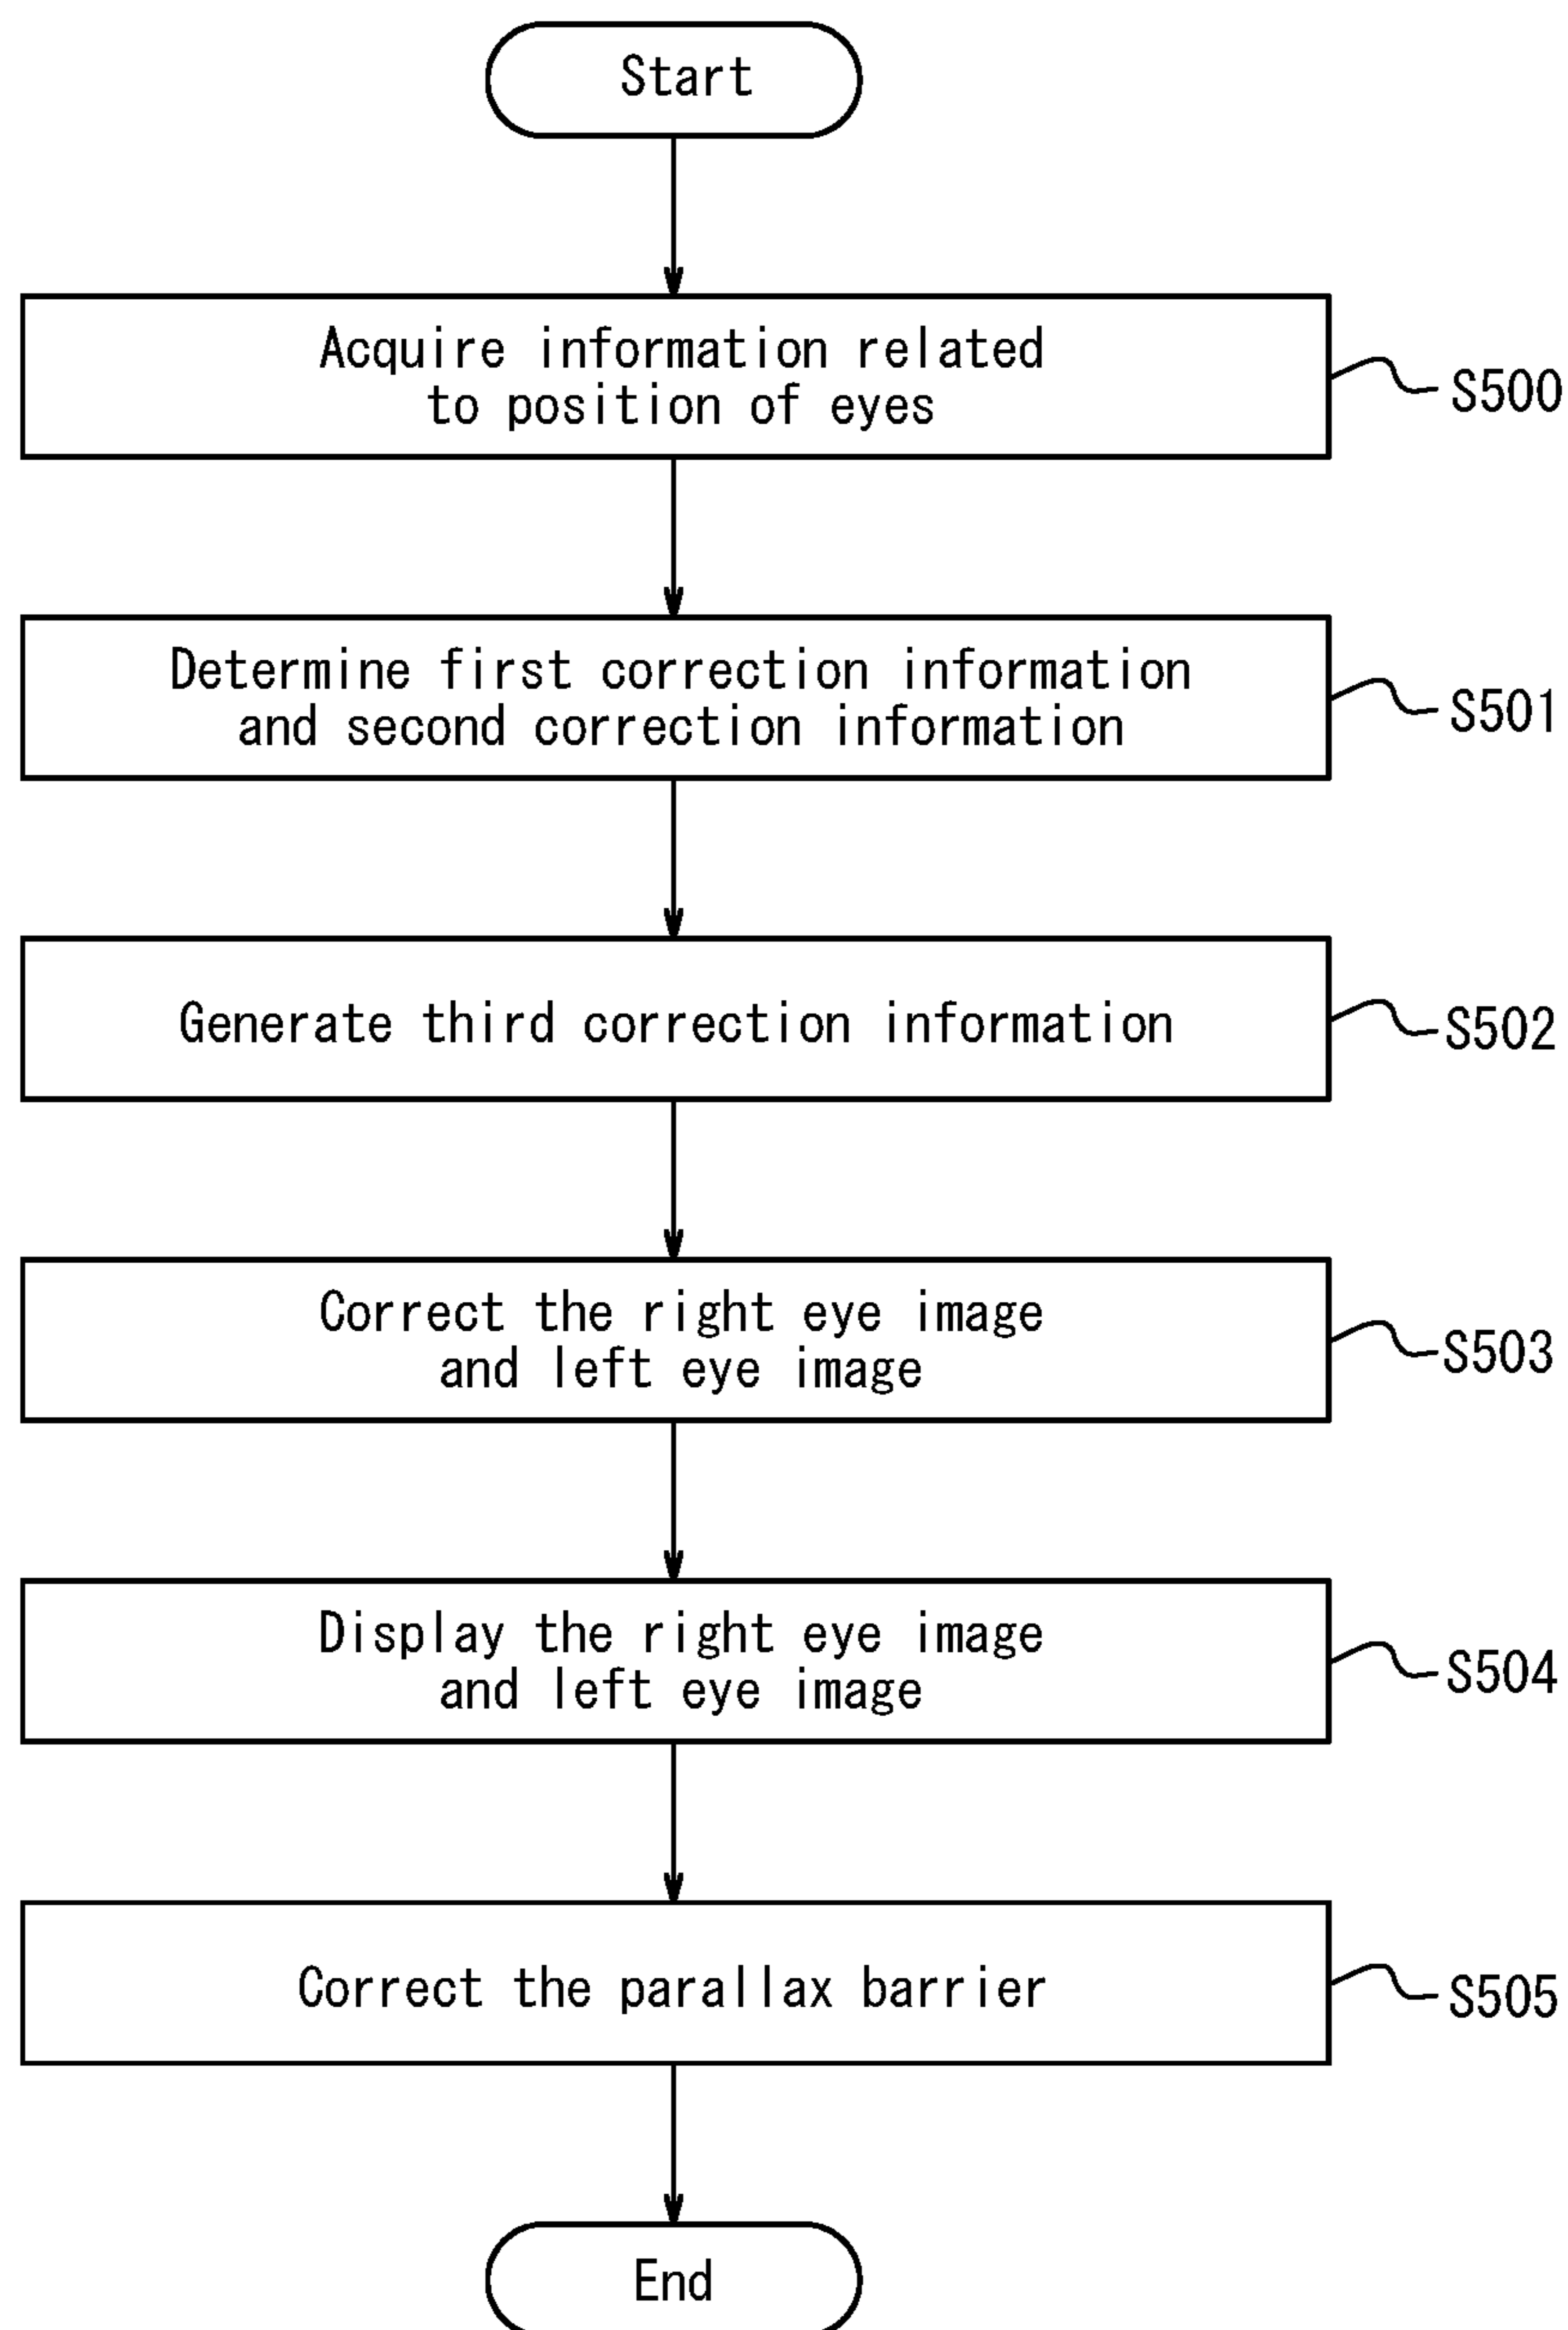 Start
Acquire information related
to position of eyes
S500
Determine first correction information
and second correction information
S501
Generate third correction information
S502
Correct the right eye image
and left eye image
S503
Display the right eye image
and left eye image
S504
Correct the parallax barrier
S505
End